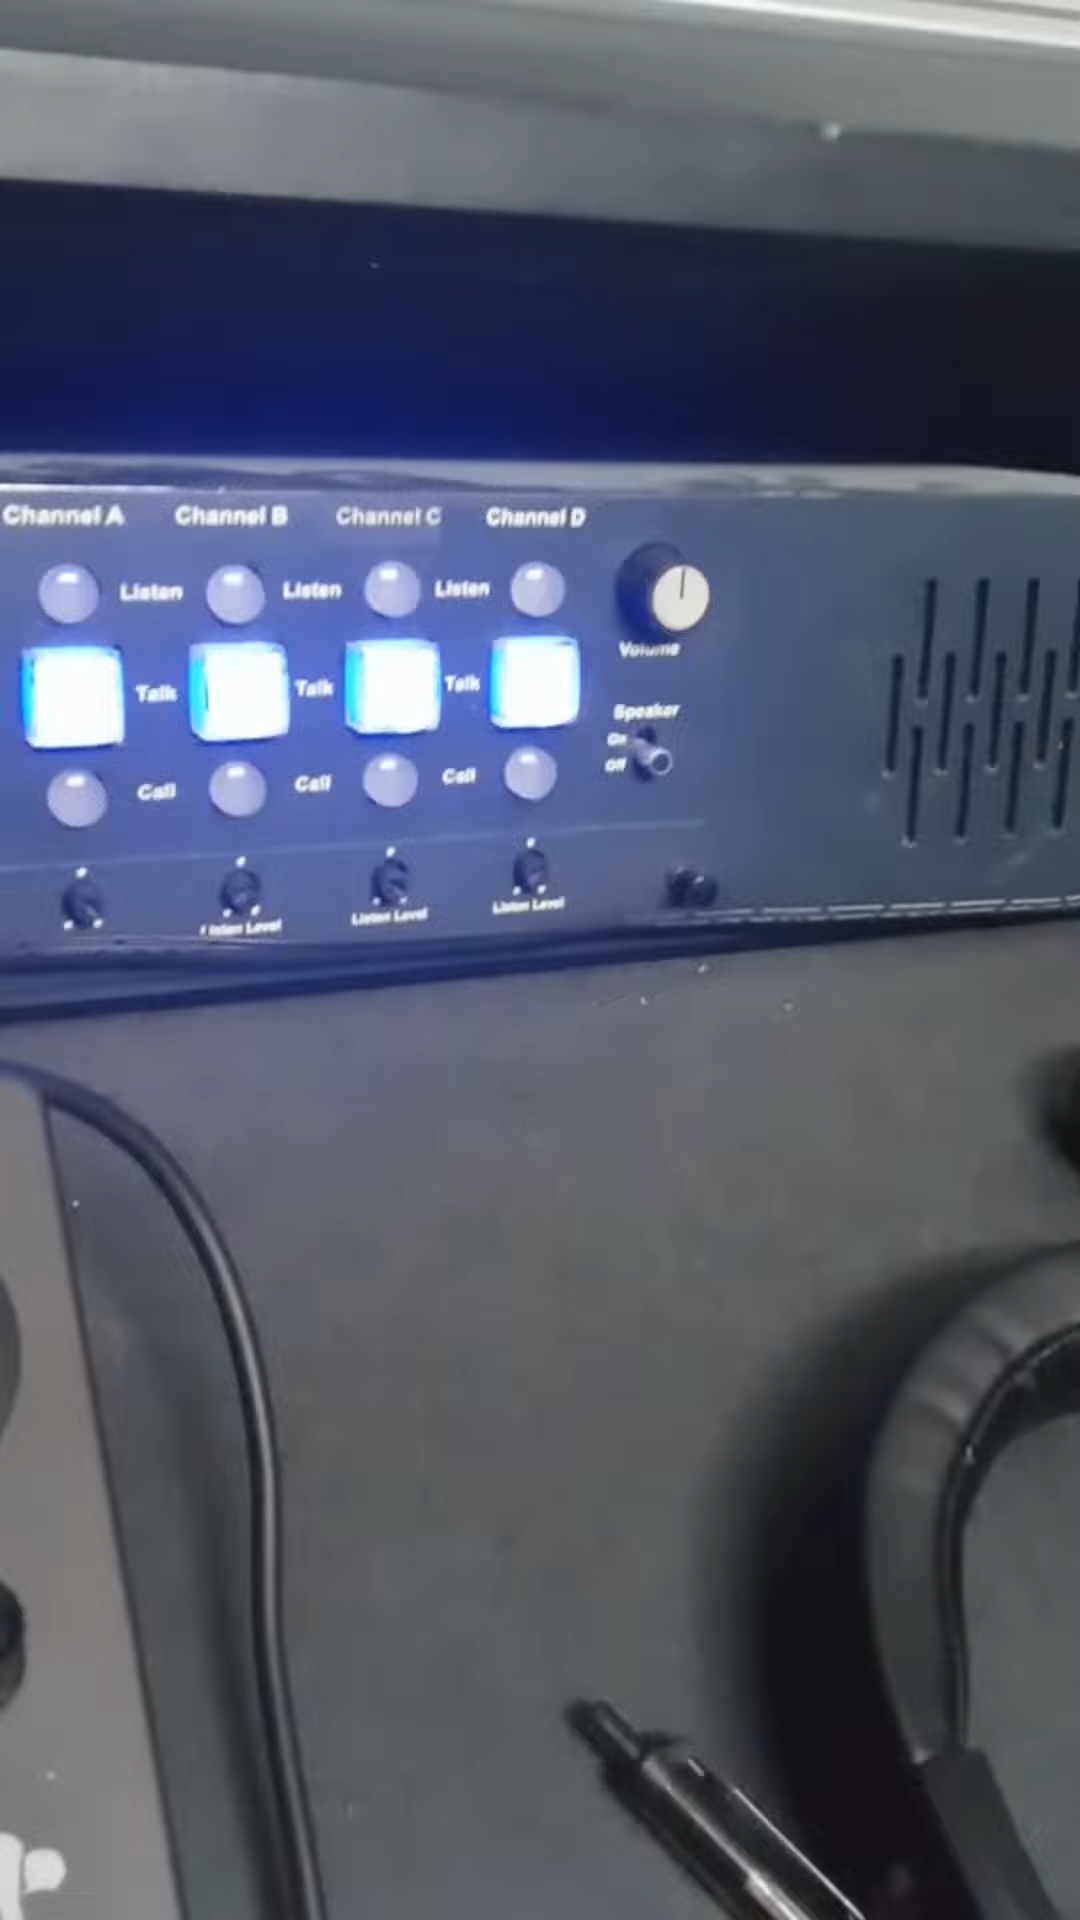 Channel A Channel B Channel C Channel D
Listen Listen Listen
Volume
Talk Talk Talk
Speaker
On
Off
Call Call Call
Listen Level Listen Level Listen Level